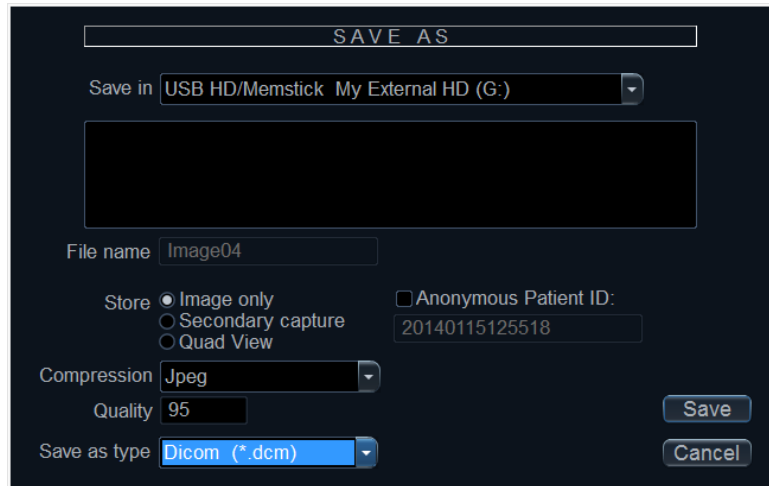 SAVE AS
Save in USB HD/Memstick My External HD (G:)
File name Image04
Store Image only Anonymous Patient ID:
Secondary capture 20140115125518
Quad View
Compression Jpeg
Quality 95 Save
Save as type Dicom (*.dcm) Cancel